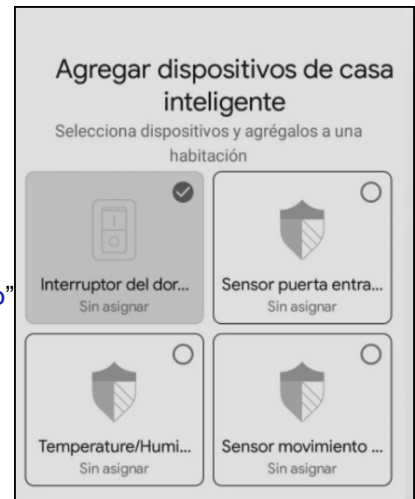 Agregar dispositivos de casa
inteligente
Selecciona dispositivos y agrégalos a una
habitación
Interruptor del dor...
Sin asignar
Sensor puerta entra...
Sin asignar
o”
Temperature/Humi...
Sin asignar
Sensor movimiento ...
Sin asignar